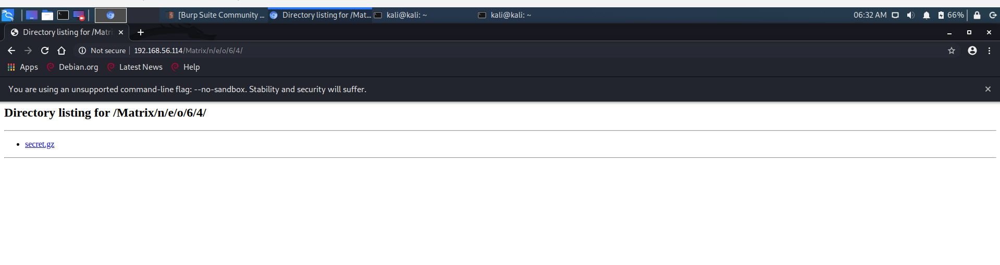 [Burp Suite Community ... Directory listing for /Mat... kali@kali: ~ kali@kali: ~ 06:32 AM 66%
Directory listing for /Matri
Not secure 192.168.56.114/Matrix/n/e/o/6/4/
Apps Debian.org Latest News Help
You are using an unsupported command-line flag: --no-sandbox. Stability and security will suffer.
Directory listing for /Matrix/n/e/o/6/4/
secret.gz